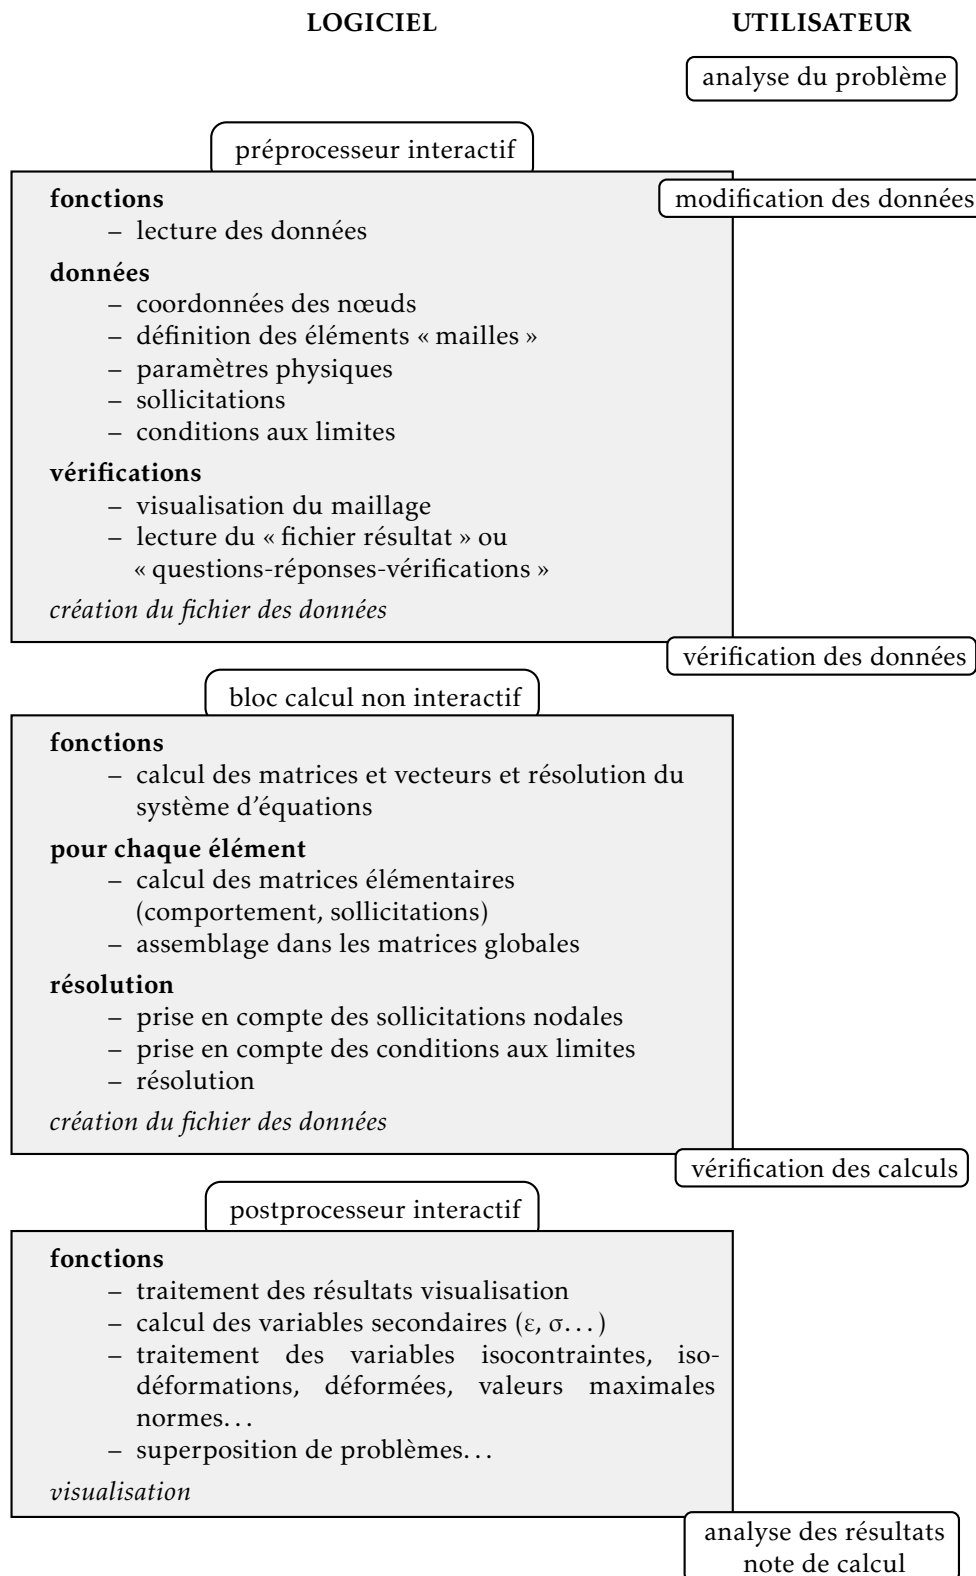 LOGICIEL
UTILISATEUR
analyse du problème
préprocesseur interactif
modification des données
fonctions
– lecture des données
données
– coordonnées des nœuds
– définition des éléments « mailles »
– paramètres physiques
– sollicitations
– conditions aux limites
vérifications
– visualisation du maillage
– lecture du « fichier résultat » ou
« questions-réponses-vérifications »
création du fichier des données
vérification des données
bloc calcul non interactif
fonctions
– calcul des matrices et vecteurs et résolution du
système d'équations
pour chaque élément
– calcul des matrices élémentaires
(comportement, sollicitations)
– assemblage dans les matrices globales
résolution
– prise en compte des sollicitations nodales
– prise en compte des conditions aux limites
– résolution
création du fichier des données
vérification des calculs
postprocesseur interactif
fonctions
– traitement des résultats visualisation
– calcul des variables secondaires (ε, σ...)
– traitement des variables isocontraintes, iso-
déformations, déformées, valeurs maximales
normes...
– superposition de problèmes...
visualisation
analyse des résultats
note de calcul